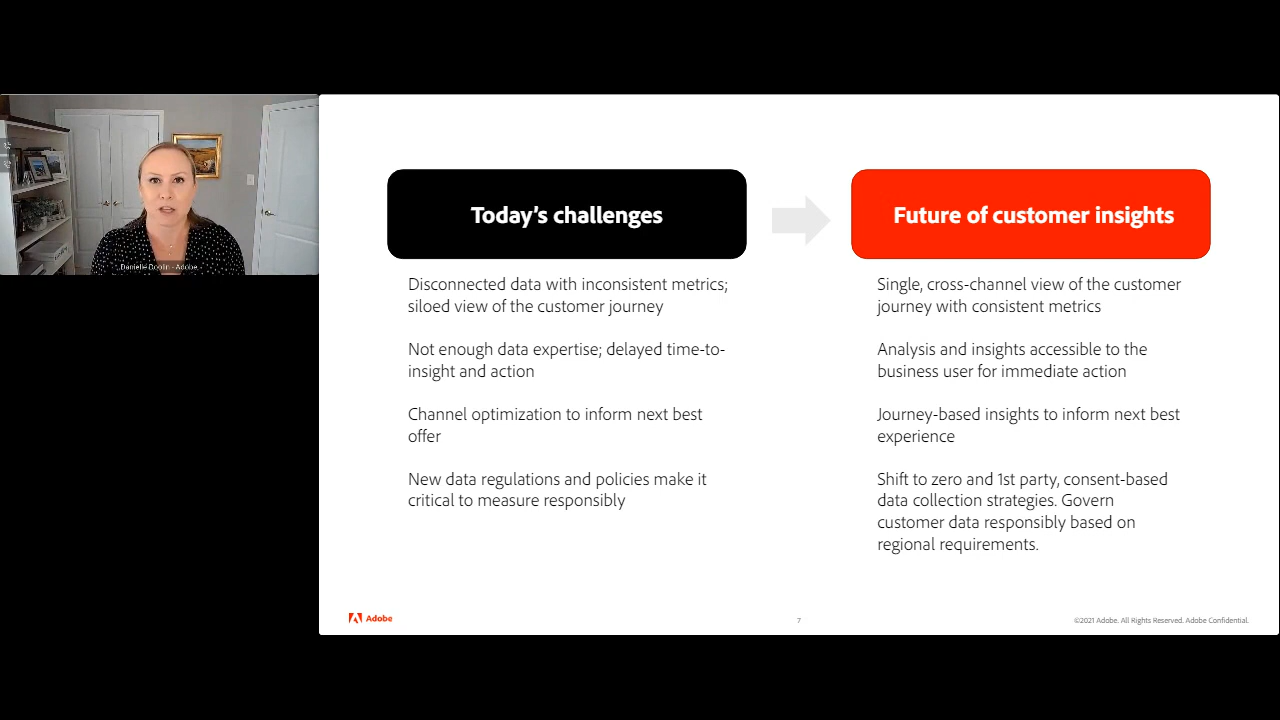 Danielle Doolin - Adobe
Today's challenges
Disconnected data with inconsistent metrics;
siloed view of the customer journey
Not enough data expertise; delayed time-to-
insight and action
Channel optimization to inform next best
offer
New data regulations and policies make it
critical to measure responsibly
Future of customer insights
Single, cross-channel view of the customer
journey with consistent metrics
Analysis and insights accessible to the
business user for immediate action
Journey-based insights to inform next best
experience
Shift to zero and 1st party, consent-based
data collection strategies. Govern
customer data responsibly based on
regional requirements.
Adobe
7
©2021 Adobe. All Rights Reserved. Adobe Confidential.